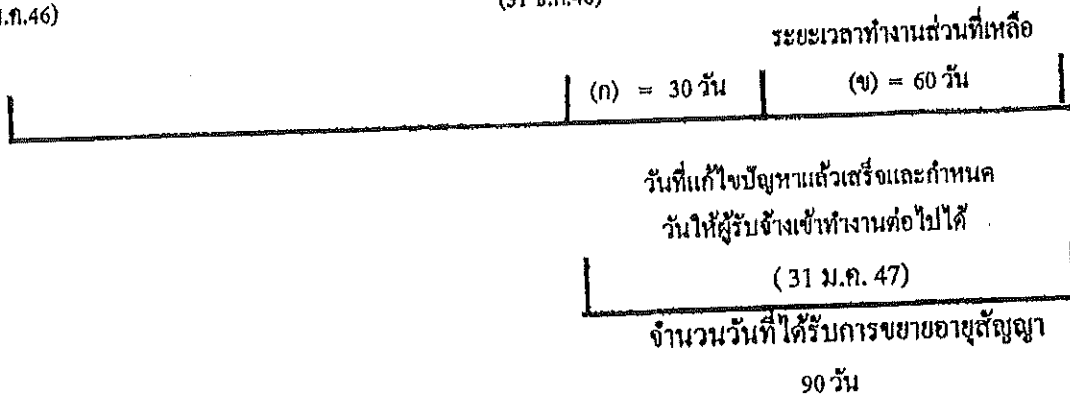 .ค.46)
ระยะเวลาทำงานส่วนที่เหลือ
(ก) = 30 วัน
(ข) = 60 วัน
วันที่แก้ไขปัญหาแล้วเสร็จและกำหนด
วันให้ผู้รับจ้างเข้าทำงานต่อไปได้
( 31 ม.ค. 47)
จำนวนวันที่ได้รับการขยายอายุสัญญา
90 วัน